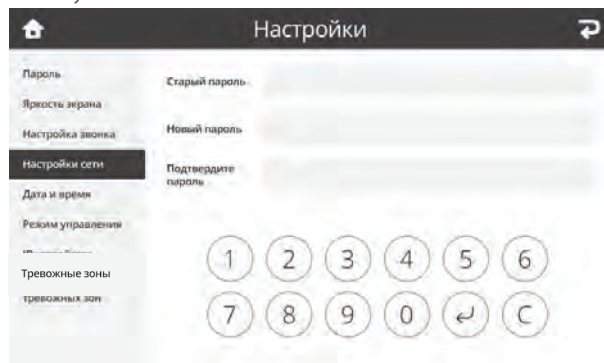 Настройки
Пароль
Яркость экрана
Настройка звонка
Настройки сети
Дата и время
Режим управления
Тревожные зоны
тревожных зон
Старый пароль
Новый пароль
Подтвердите
пароль
1 2 3 4 5 6
7 8 9 0 C